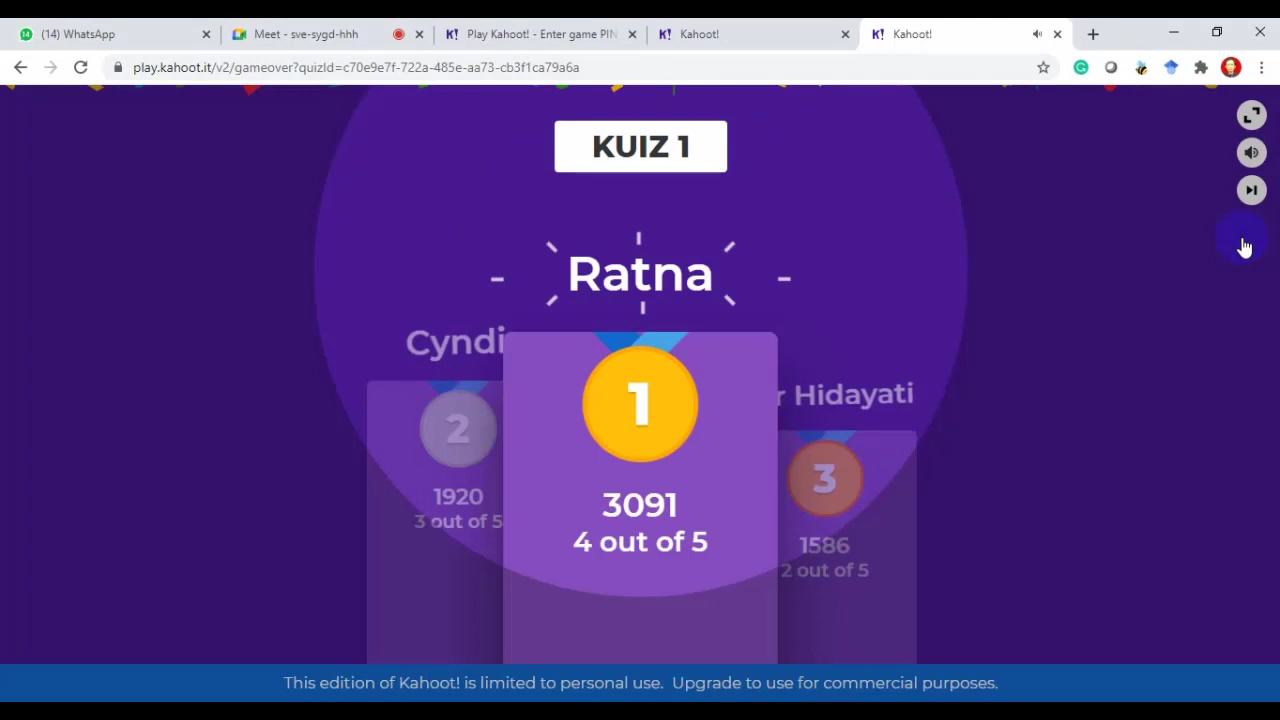 14
(14) WhatsApp
Meet - sve-sygd-hhh
K! Play Kahoot! - Enter game PIN
K! Kahoot!
K! Kahoot!
play.kahoot.it/v2/gameover?quizId=c70e9e7f-722a-485e-aa73-cb3f1ca79a6a
KUIZ 1
Ratna
Cyndi
r Hidayati
1
2
3
3091
4 out of 5
1920
3 out of 5
1586
2 out of 5
This edition of Kahoot! is limited to personal use. Upgrade to use for commercial purposes.